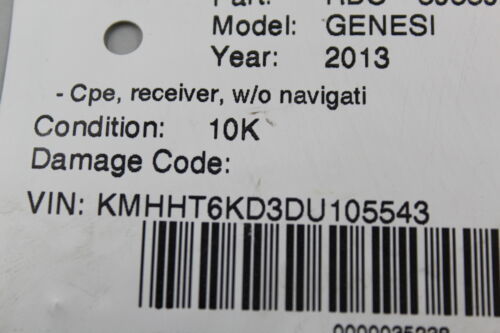 Model: GENESI
Year: 2013
- Cpe, receiver, w/o navigati
Condition: 10K
Damage Code:
VIN: KMHHT6KD3DU105543